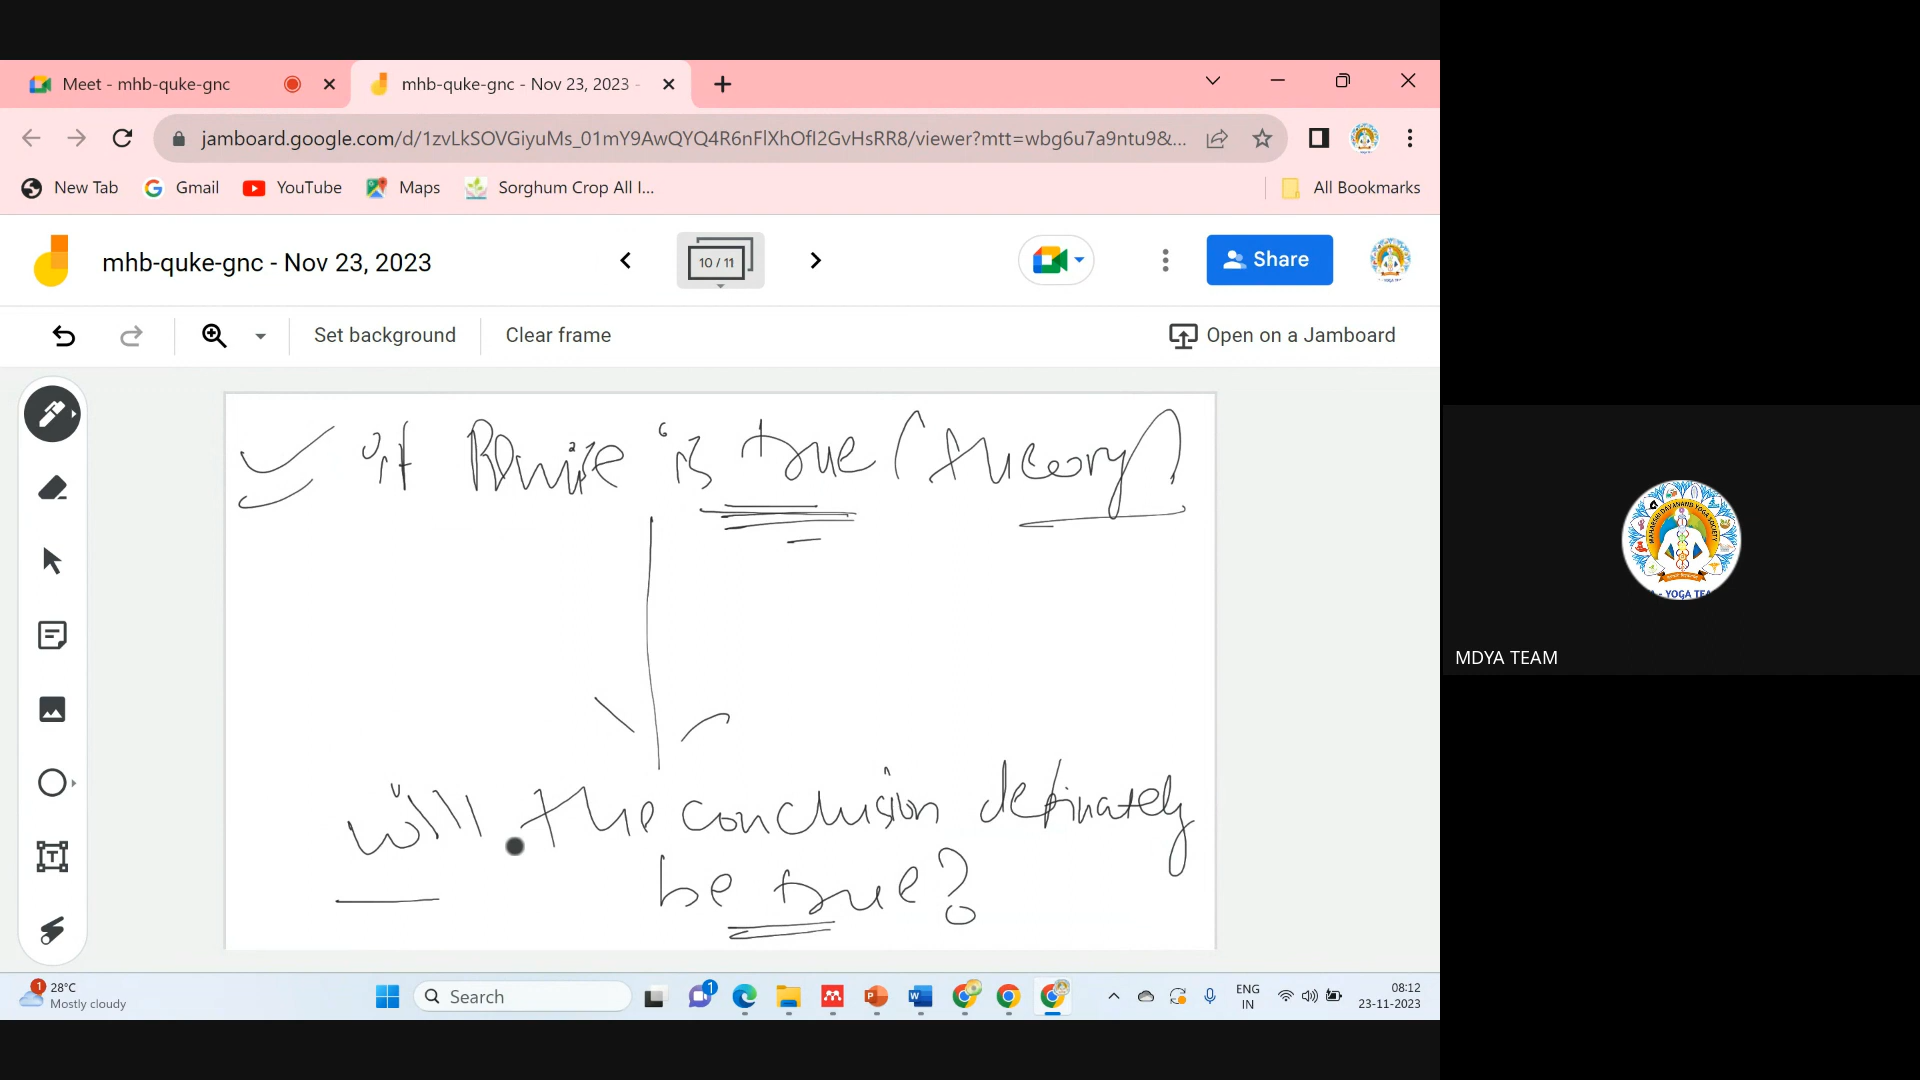 Meet - mhb-quke-gnc
mhb-quke-gnc - Nov 23, 2023 -
jamboard.google.com/d/1zvLkSOVGiyuMs_01mY9AwQYQ4R6nFlXhOfI2GvHsRR8/viewer?mtt=wbg6u7a9ntu9&...
New Tab
Gmail
YouTube
Maps
Sorghum Crop All I...
All Bookmarks
mhb-quke-gnc - Nov 23, 2023
10 / 11
Share
Set background
Clear frame
Open on a Jamboard
if Premise is true (theory)
will the conclusion definately
be true?
MDYA TEAM
1
28°C
Mostly cloudy
Search
1
ENG
IN
08:12
23-11-2023